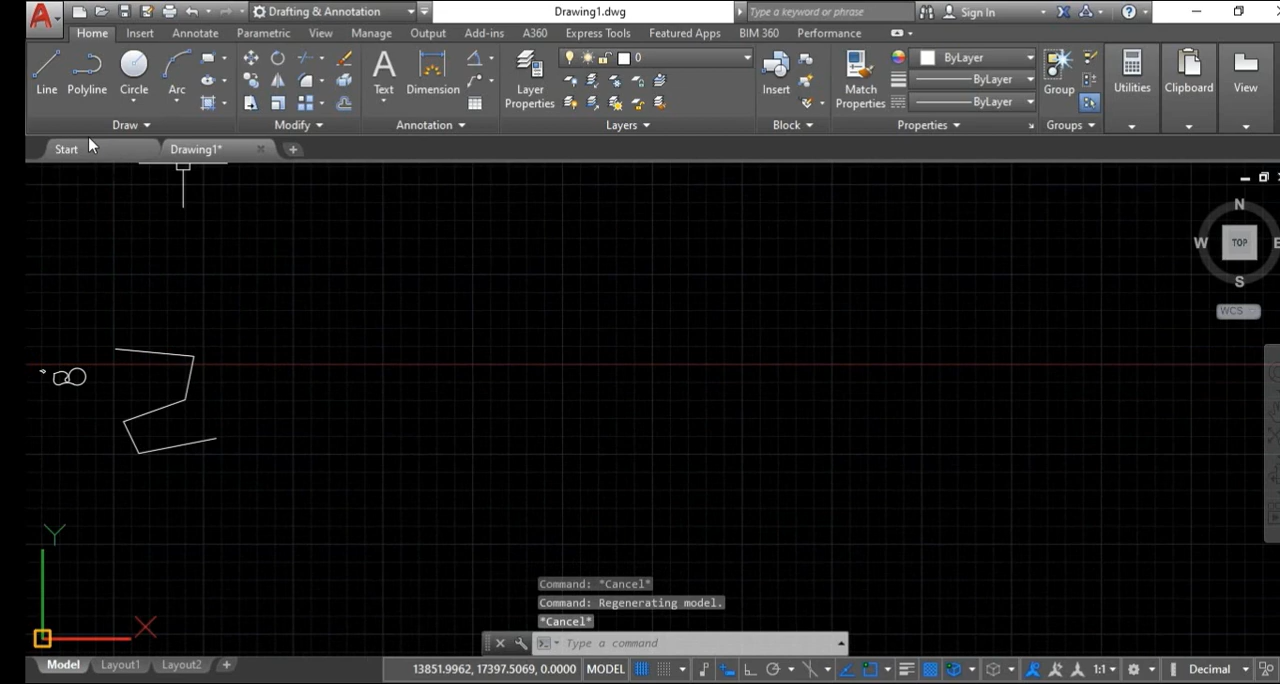 A Drafting & Annotation Drawing1.dwg Type a keyword or phrase Sign In
Home Insert Annotate Parametric View Manage Output Add-ins A360 Express Tools Featured Apps BIM 360 Performance
Line Polyline Circle Arc
A Text Dimension
Layer Properties 0
Insert
Match Properties ByLayer
ByLayer
ByLayer
Group Utilities Clipboard View
Draw Modify Annotation Layers Block Properties Groups
Start Drawing1*
N
W TOP E
S
WCS
Y
X
Command: *Cancel*
Command: Regenerating model.
*Cancel*
Type a command
Model Layout1 Layout2 + 13851.9962, 17397.5069, 0.0000 MODEL 1:1 Decimal